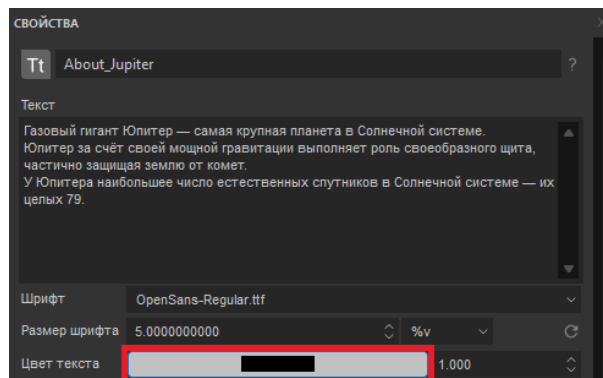 СВОЙСТВА
Tt About_Jupiter ?
Текст
Газовый гигант Юпитер — самая крупная планета в Солнечной системе.
Юпитер за счёт своей мощной гравитации выполняет роль своеобразного щита,
частично защищая землю от комет.
У Юпитера наибольшее число естественных спутников в Солнечной системе — их
целых 79.
Шрифт OpenSans-Regular.ttf
Размер шрифта 5.0000000000 %v
Цвет текста 1.000